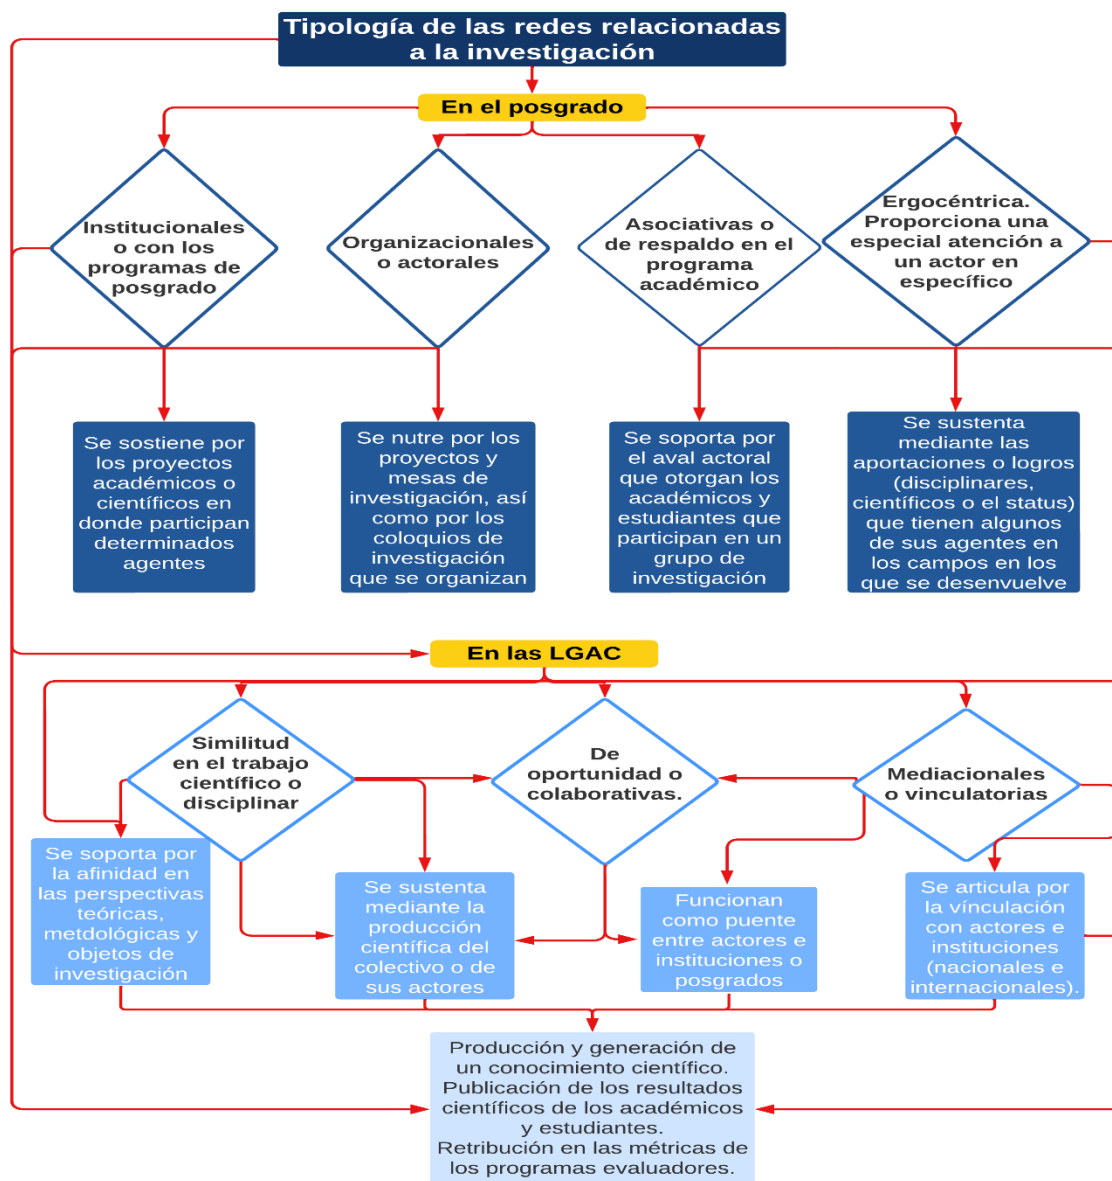 Tipología de las redes relacionadas
a la investigación
En el posgrado
Institucionales
o con los
programas de
posgrado
Organizacionales
o actorales
Asociativas o
de respaldo en el
programa
académico
Ergocéntrica.
Proporciona una
especial atención a
un actor en
específico
Se sostiene por
los proyectos
académicos o
científicos en
donde participan
determinados
agentes
Se nutre por los
proyectos y
mesas de
investigación, así
como por los
coloquios de
investigación
que se organizan
Se soporta por
el aval actoral
que otorgan los
académicos y
estudiantes que
participan en un
grupo de
investigación
Se sustenta
mediante las
aportaciones o logros
(disciplinares,
científicos o el status)
que tienen algunos
de sus agentes en
los campos en los
que se desenvuelve
En las LGAC
Similitud
en el trabajo
científico o
disciplinar
De
oportunidad o
colaborativas.
Mediacionales
o vinculatorias
Se soporta por
la afinidad en
las perspectivas
teóricas,
metdológicas y
objetos de
investigación
Se sustenta
mediante la
producción
científica del
colectivo o de
sus actores
Funcionan
como puente
entre actores e
instituciones o
posgrados
Se articula por
la vínculación
con actores e
instituciones
(nacionales e
internacionales).
Producción y generación de
un conocimiento científico.
Publicación de los resultados
científicos de los académicos
y estudiantes.
Retribución en las métricas de
los programas evaluadores.